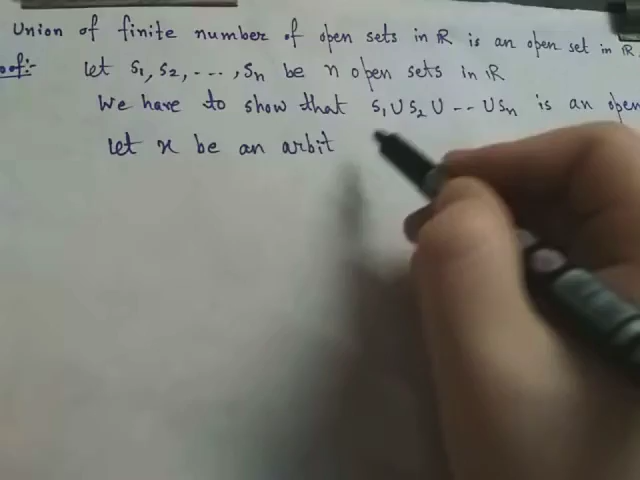 Union of finite number of open sets in ℝ is an open set in ℝ.
oof:- Let S1, S2, ---, Sn be n open sets in ℝ
We have to show that S1 ∪ S2 ∪ -- ∪ Sn is an open
Let x be an arbit